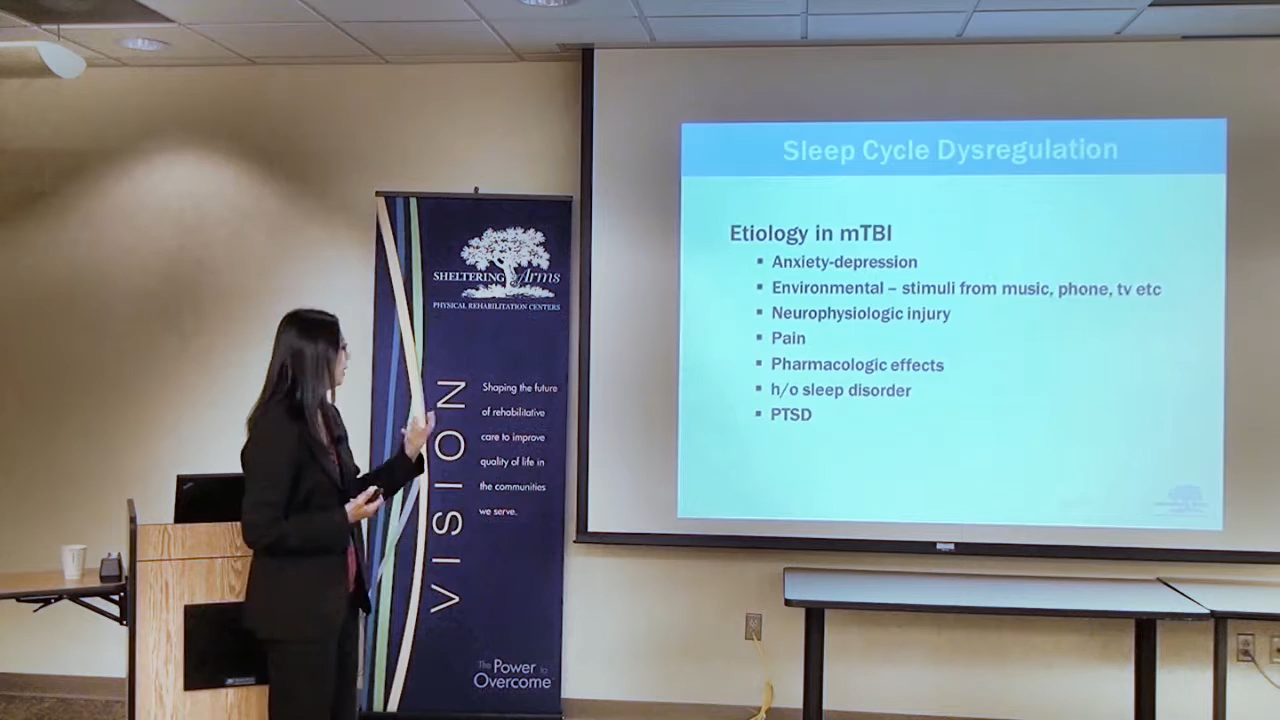 Sleep Cycle Dysregulation
Etiology in mTBI
▪ Anxiety-depression
▪ Environmental – stimuli from music, phone, tv etc
▪ Neurophysiologic injury
▪ Pain
▪ Pharmacologic effects
▪ h/o sleep disorder
▪ PTSD
SHELTERING Arms
PHYSICAL REHABILITATION CENTERS
VISION
Shaping the future
of rehabilitative
care to improve
quality of life in
the communities
we serve.
The Power to
Overcome